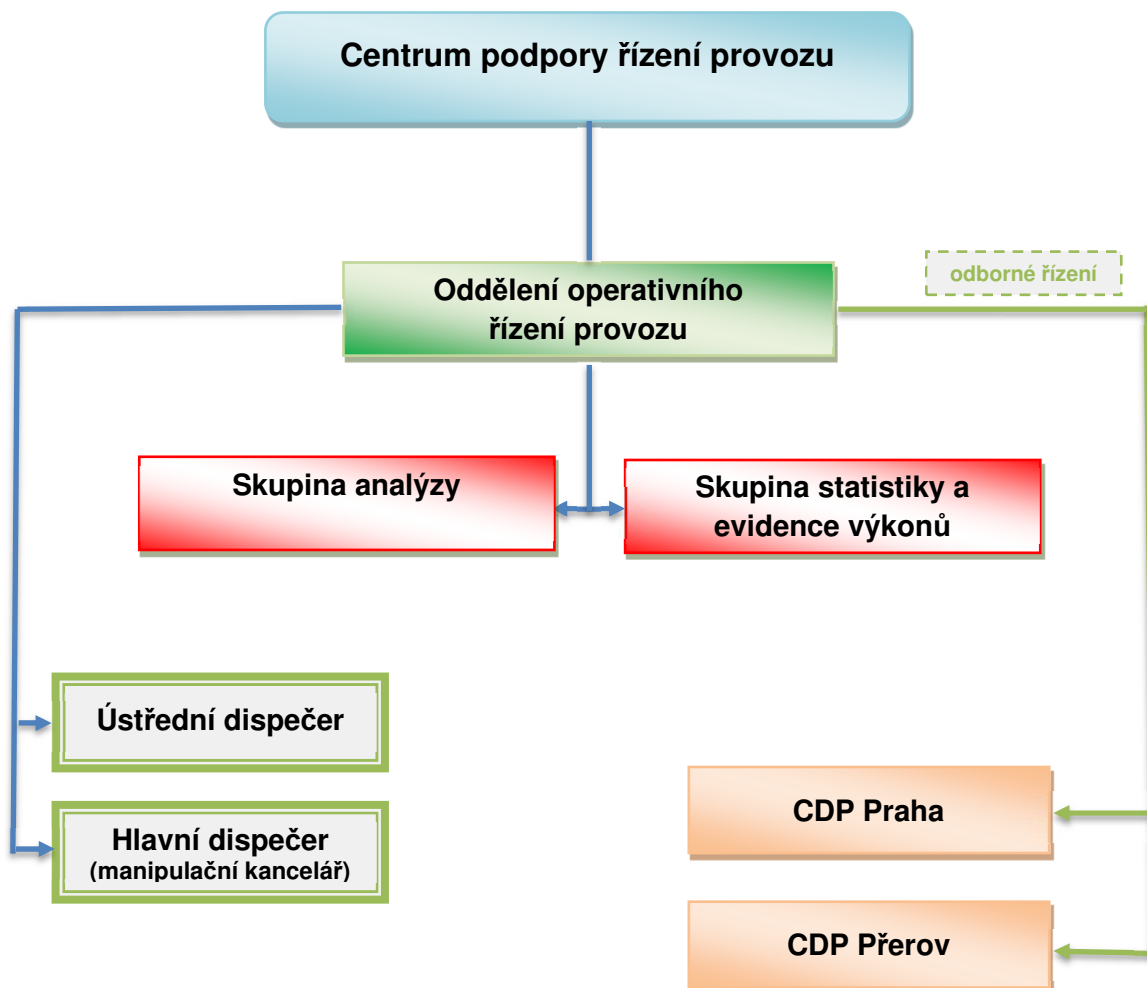 Centrum podpory řízení provozu
odborné řízení
Oddělení operativního
řízení provozu
Skupina analýzy
Skupina statistiky a
evidence výkonů
Ústřední dispečer
Hlavní dispečer
(manipulační kancelář)
CDP Praha
CDP Přerov